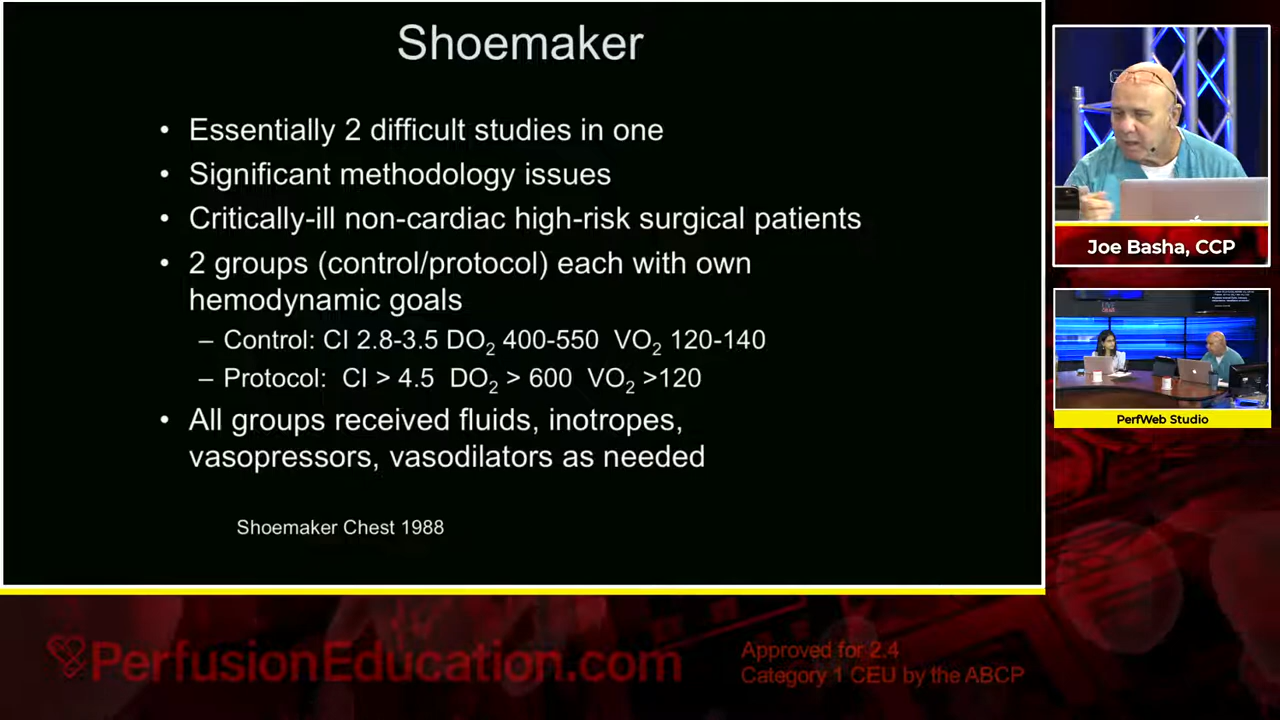 Shoemaker
• Essentially 2 difficult studies in one
• Significant methodology issues
• Critically-ill non-cardiac high-risk surgical patients
• 2 groups (control/protocol) each with own
hemodynamic goals
– Control: CI 2.8-3.5 DO₂ 400-550 VO₂ 120-140
– Protocol: CI > 4.5 DO₂ > 600 VO₂ >120
• All groups received fluids, inotropes,
vasopressors, vasodilators as needed
Shoemaker Chest 1988
Joe Basha, CCP
PerfWeb Studio
PerfusionEducation.com
Approved for 2.4
Category 1 CEU by the ABCP